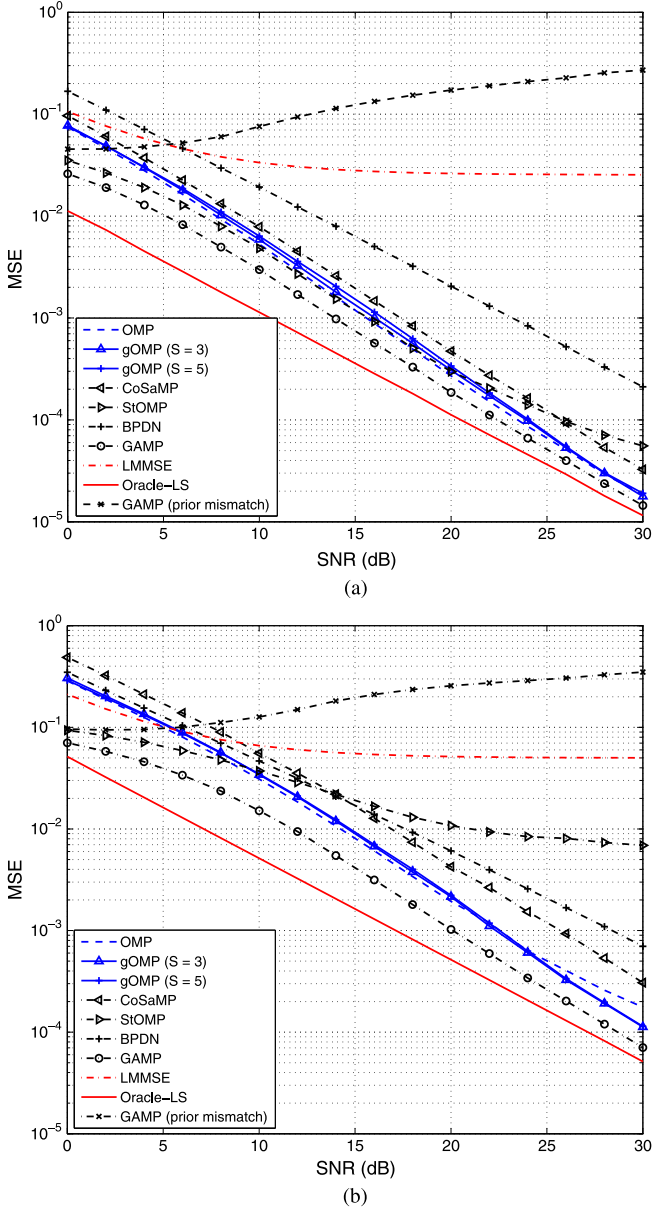 10^0
10^-1
10^-2
10^-3
10^-4
10^-5
MSE
OMP
gOMP (S = 3)
gOMP (S = 5)
CoSaMP
StOMP
BPDN
GAMP
LMMSE
Oracle-LS
GAMP (prior mismatch)
0 5 10 15 20 25 30
SNR (dB)
(a)
10^0
10^-1
10^-2
10^-3
10^-4
10^-5
MSE
OMP
gOMP (S = 3)
gOMP (S = 5)
CoSaMP
StOMP
BPDN
GAMP
LMMSE
Oracle-LS
GAMP (prior mismatch)
0 5 10 15 20 25 30
SNR (dB)
(b)